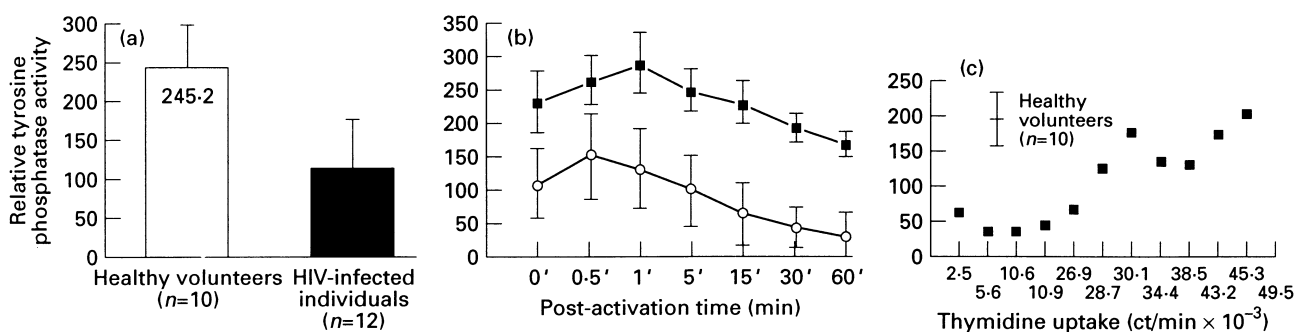 Relative tyrosine
phosphatase activity
300
250
200
150
100
50
0
(a)
245·2
Healthy volunteers
(n=10)
HIV-infected
individuals
(n=12)
350
300
250
200
150
100
50
0
(b)
0′ 0·5′ 1′ 5′ 15′ 30′ 60′
Post-activation time (min)
(c)
250
200
150
100
50
0
Healthy
volunteers
(n=10)
2·5 10·6 26·9 30·1 38·5 45·3
5·6 10·9 28·7 34·4 43·2 49·5
Thymidine uptake (ct/min × 10⁻³)